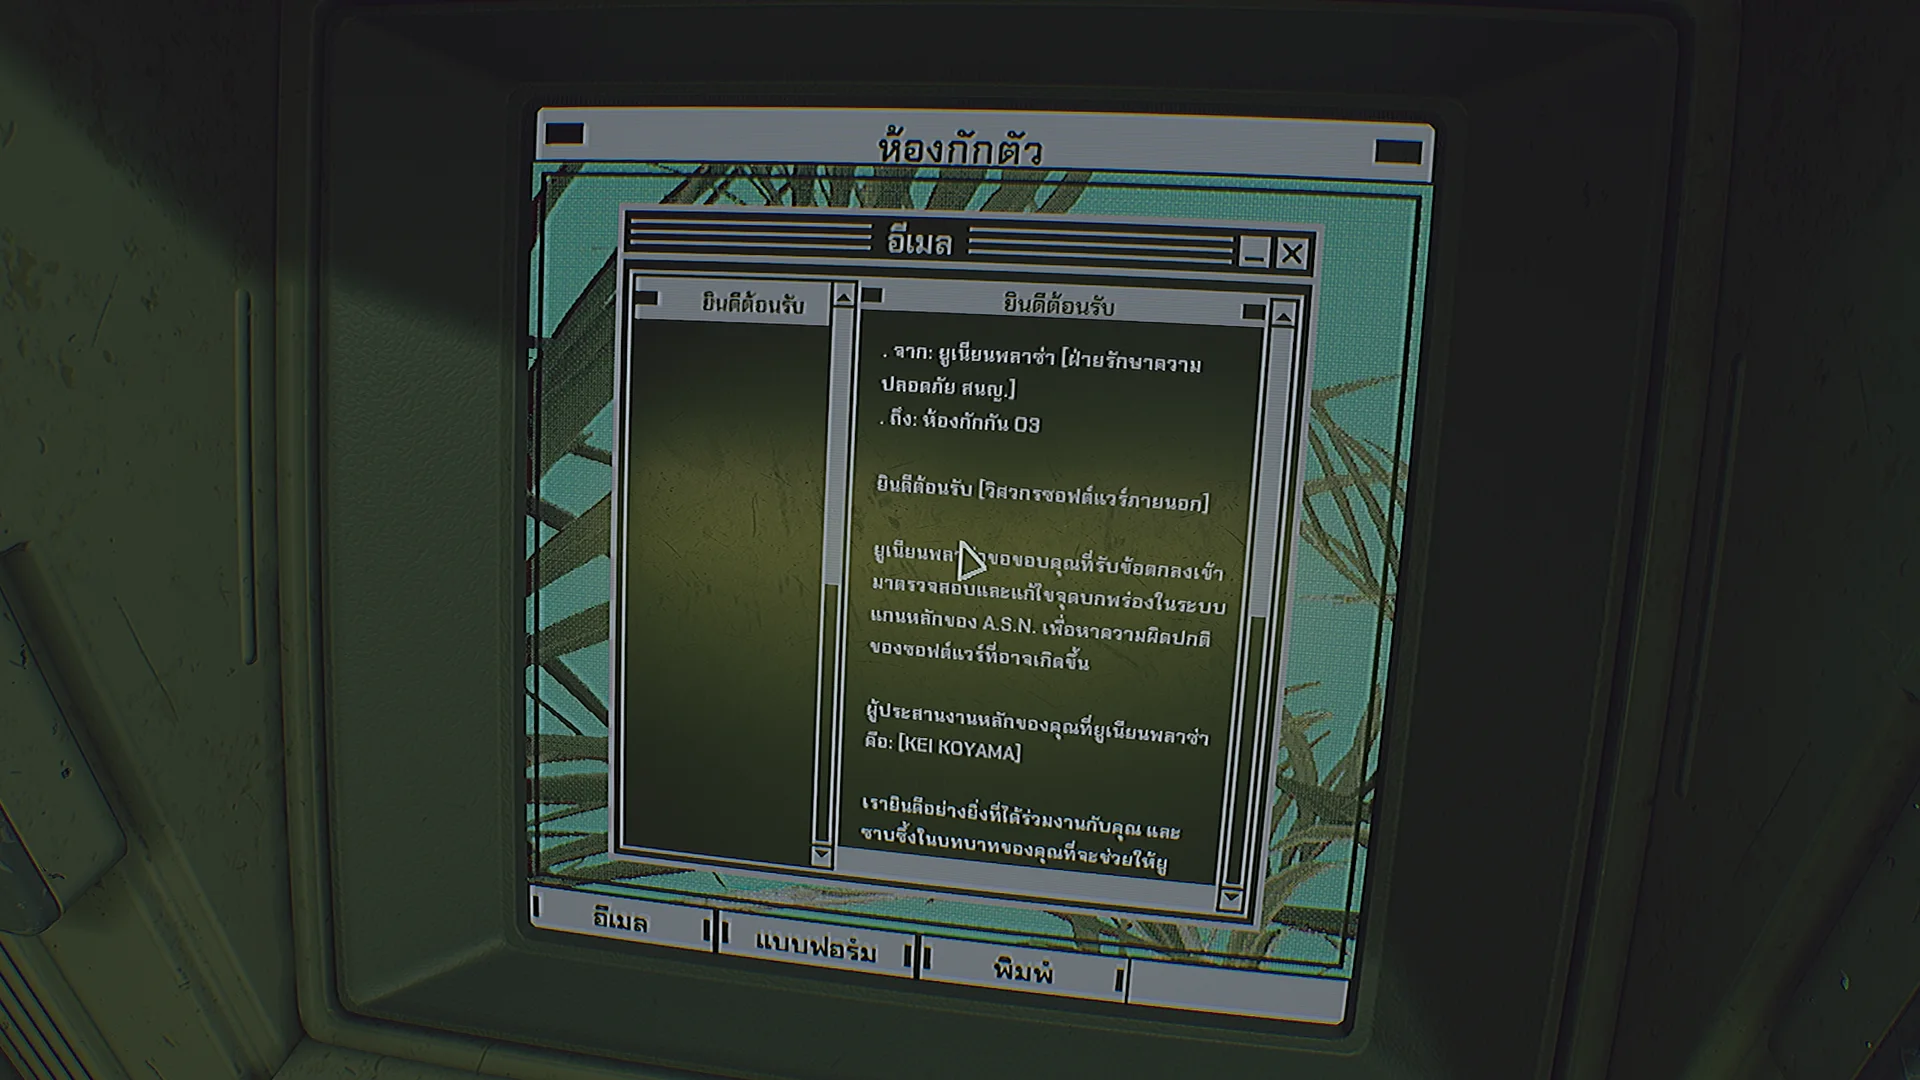 ห้องกักตัว
อีเมล
ยินดีต้อนรับ
ยินดีต้อนรับ
. จาก: ยูเนียนพลาซ่า [ฝ่ายรักษาความ
ปลอดภัย สนญ.]
. ถึง: ห้องกักกัน 03
ยินดีต้อนรับ [วิศวกรซอฟต์แวร์ภายนอก]
ขอขอบคุณที่รับข้อตกลงเข้า
มาตรวจสอบและแก้ไขจุดบกพร่องในระบบ
แกนหลักของ A.S.N. เพื่อหาความผิดปกติ
ของซอฟต์แวร์ที่อาจเกิดขึ้น
ผู้ประสานงานหลักของคุณที่ยูเนียนพลาซ่า
คือ: [KEI KOYAMA]
เรายินดีอย่างยิ่งที่ได้ร่วมงานกับคุณ และ
ซาบซึ้งในบทบาทของคุณที่จะช่วยให้ยู
อีเมล
แบบฟอร์ม
พิมพ์